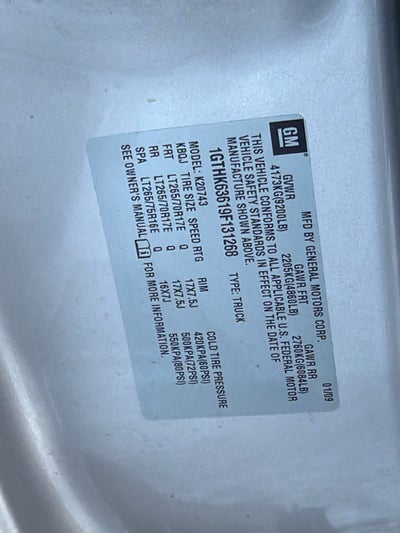 GM
MFD BY GENERAL MOTORS CORP. 01/09
GVWR GAWR FRT GAWR RR
4173KG(9200LB) 2205KG(4860LB) 2760KG(6084LB)
THIS VEHICLE CONFORMS TO ALL APPLICABLE U.S. FEDERAL MOTOR
VEHICLE SAFETY STANDARDS IN EFFECT ON THE DATE OF
MANUFACTURE SHOWN ABOVE.
1GTHK63619F131268 TYPE: TRUCK
MODEL: K20743
KBOJ TIRE SIZE SPEED RTG RIM COLD TIRE PRESSURE
FRT LT265/70R17E Q 17X7.5J 420KPA(60PSI)
RR LT265/70R17E Q 17X7.5J 500KPA(72PSI)
SPA LT265/75R16E Q 16X7J 550KPA(80PSI)
SEE OWNER'S MANUAL FOR MORE INFORMATION.